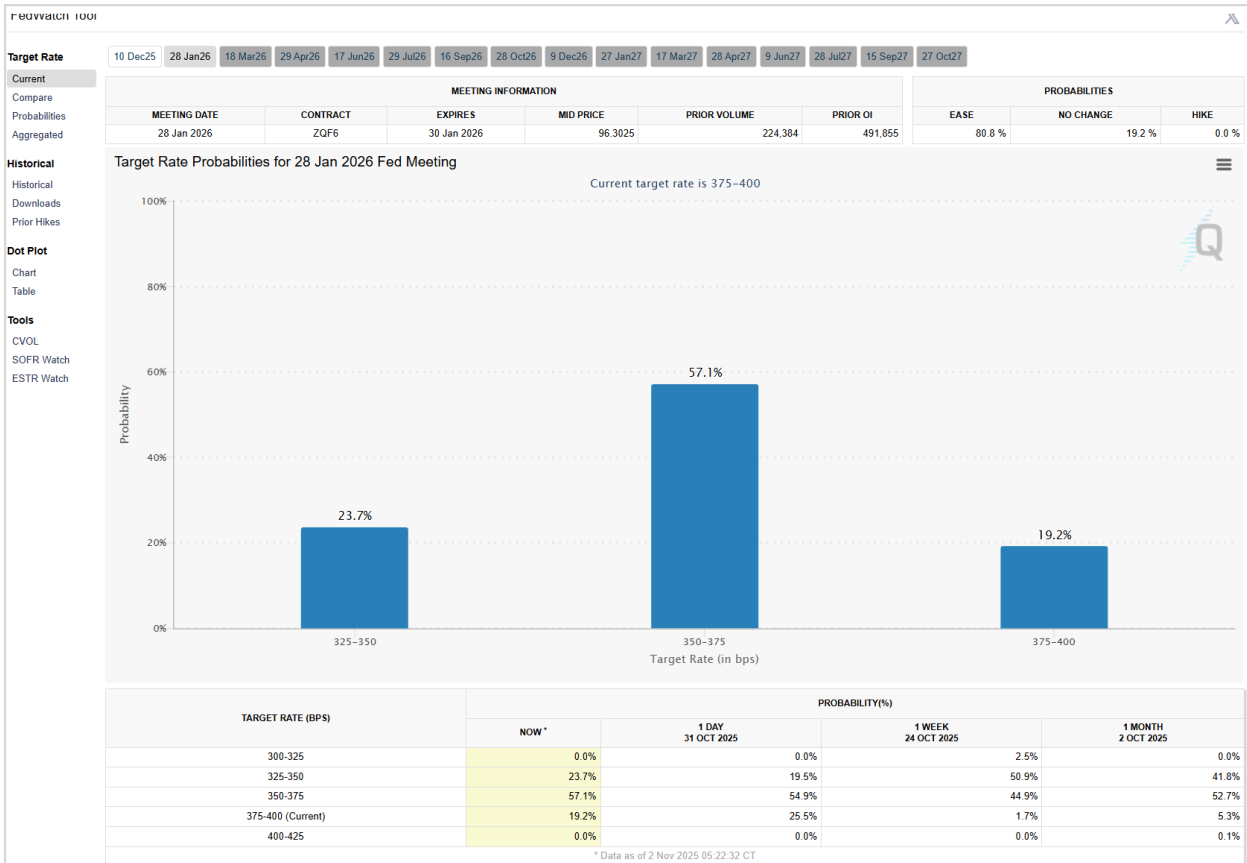 FedWatch Tool
Target Rate
Current
Compare
Probabilities
Aggregated
Historical
Historical
Downloads
Prior Hikes
Dot Plot
Chart
Table
Tools
CVOL
SOFR Watch
ESTR Watch
10 Dec25 28 Jan26 18 Mar26 29 Apr26 17 Jun26 29 Jul26 16 Sep26 28 Oct26 9 Dec26 27 Jan27 17 Mar27 28 Apr27 9 Jun27 28 Jul27 15 Sep27 27 Oct27
MEETING INFORMATION
MEETING DATE CONTRACT EXPIRES MID PRICE PRIOR VOLUME PRIOR OI
28 Jan 2026 ZQF6 30 Jan 2026 96.3025 224,384 491,855
PROBABILITIES
EASE NO CHANGE HIKE
80.8 % 19.2 % 0.0 %
Target Rate Probabilities for 28 Jan 2026 Fed Meeting
Current target rate is 375–400
Q
Probability
100%
80%
60%
40%
20%
0%
23.7%
57.1%
19.2%
325–350 350–375 375–400
Target Rate (in bps)
TARGET RATE (BPS) PROBABILITY(%)
NOW * 1 DAY 1 WEEK 1 MONTH
31 OCT 2025 24 OCT 2025 2 OCT 2025
300-325 0.0% 0.0% 2.5% 0.0%
325-350 23.7% 19.5% 50.9% 41.8%
350-375 57.1% 54.9% 44.9% 52.7%
375-400 (Current) 19.2% 25.5% 1.7% 5.3%
400-425 0.0% 0.0% 0.0% 0.1%
* Data as of 2 Nov 2025 05:22:32 CT